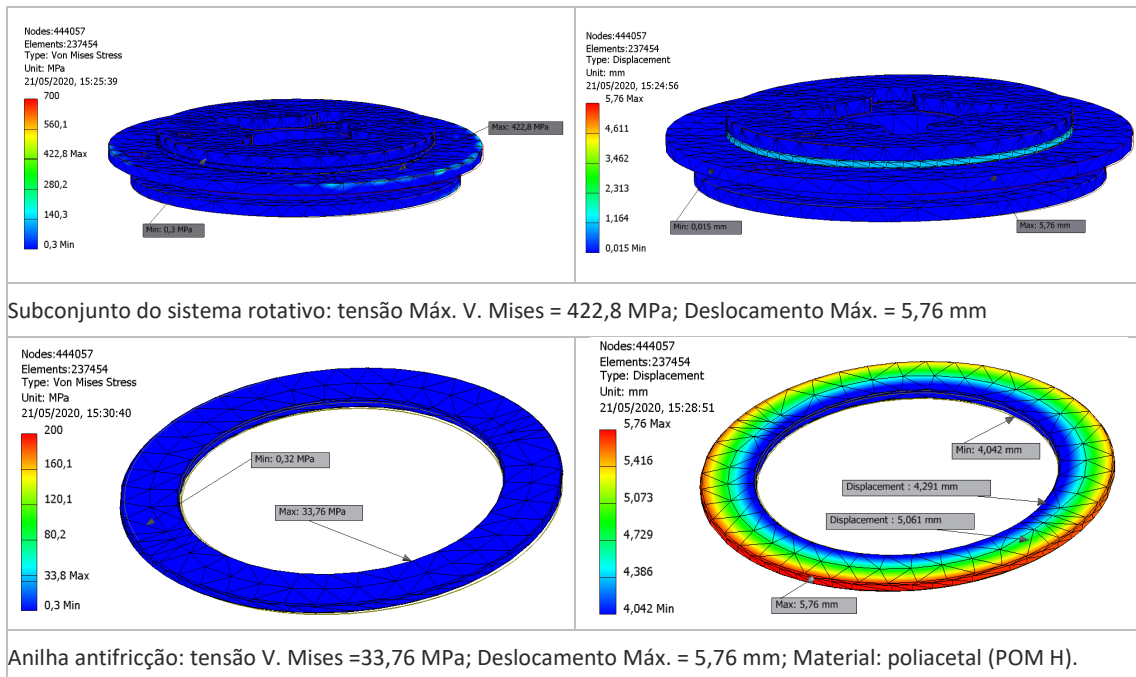 Nodes:444057
Elements:237454
Type: Von Mises Stress
Unit: MPa
21/05/2020, 15:25:39
700
560,1
422,8 Max
280,2
140,3
0,3 Min
Max: 422,8 MPa
Min: 0,3 MPa
Nodes:444057
Elements:237454
Type: Displacement
Unit: mm
21/05/2020, 15:24:56
5,76 Max
4,611
3,462
2,313
1,164
0,015 Min
Min: 0,015 mm
Max: 5,76 mm
Subconjunto do sistema rotativo: tensão Máx. V. Mises = 422,8 MPa; Deslocamento Máx. = 5,76 mm
Nodes:444057
Elements:237454
Type: Von Mises Stress
Unit: MPa
21/05/2020, 15:30:40
200
160,1
120,1
80,2
33,8 Max
0,3 Min
Min: 0,32 MPa
Max: 33,76 MPa
Nodes:444057
Elements:237454
Type: Displacement
Unit: mm
21/05/2020, 15:28:51
5,76 Max
5,416
5,073
4,729
4,386
4,042 Min
Min: 4,042 mm
Displacement : 4,291 mm
Displacement : 5,061 mm
Max: 5,76 mm
Anilha antifricção: tensão V. Mises =33,76 MPa; Deslocamento Máx. = 5,76 mm; Material: poliacetal (POM H).